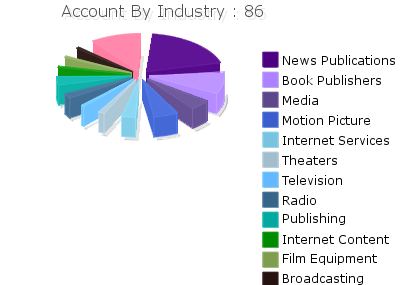 Account By Industry : 86
News Publications
Book Publishers
Media
Motion Picture
Internet Services
Theaters
Television
Radio
Publishing
Internet Content
Film Equipment
Broadcasting